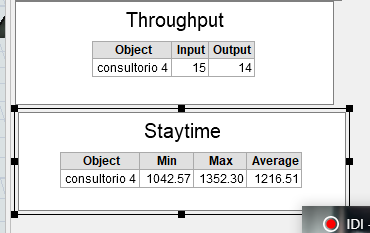 Throughput
Object Input Output
consultorio 4 15 14
Staytime
Object Min Max Average
consultorio 4 1042.57 1352.30 1216.51
IDI -